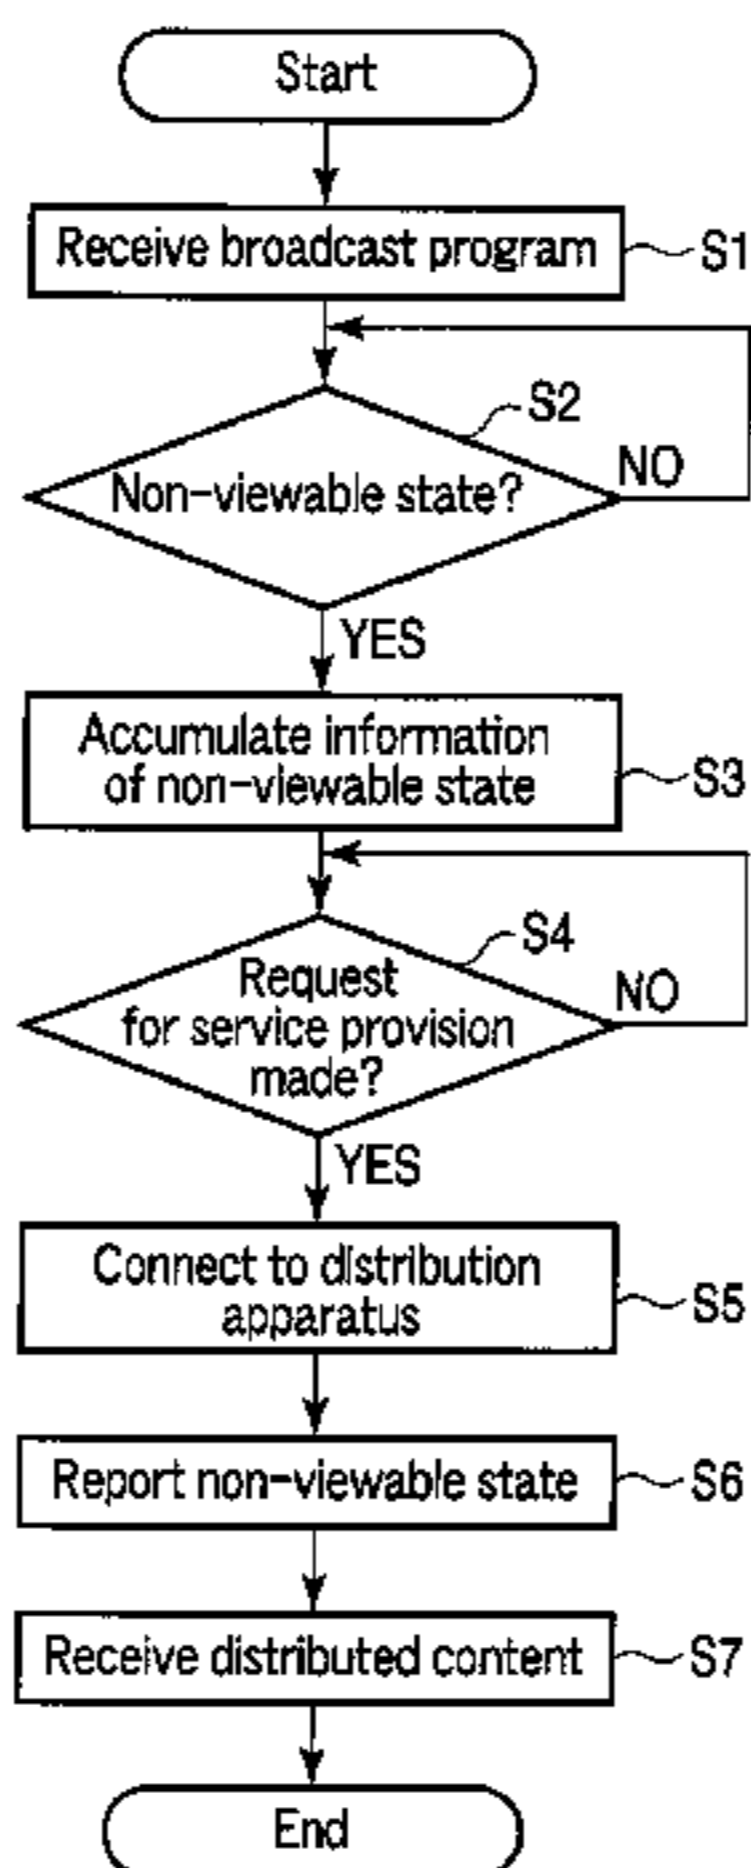 Start
Receive broadcast program
S1
S2
Non-viewable state?
NO
YES
Accumulate information
of non-viewable state
S3
S4
Request
for service provision
made?
NO
YES
Connect to distribution
apparatus
S5
Report non-viewable state
S6
Receive distributed content
S7
End